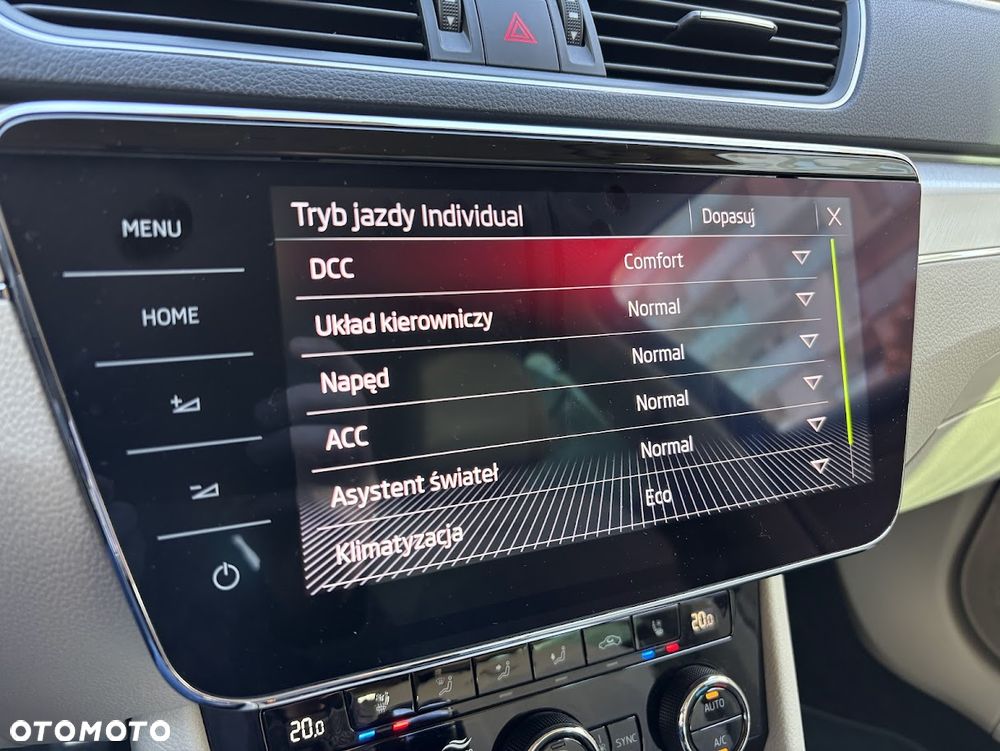 MENU
HOME
Tryb jazdy Individual
Dopasuj
DCC Comfort
Układ kierowniczy Normal
Napęd Normal
ACC Normal
Asystent świateł Normal
Klimatyzacja Eco
20.0
20.0
AUTO
A/C
SYNC
OTOMOTO